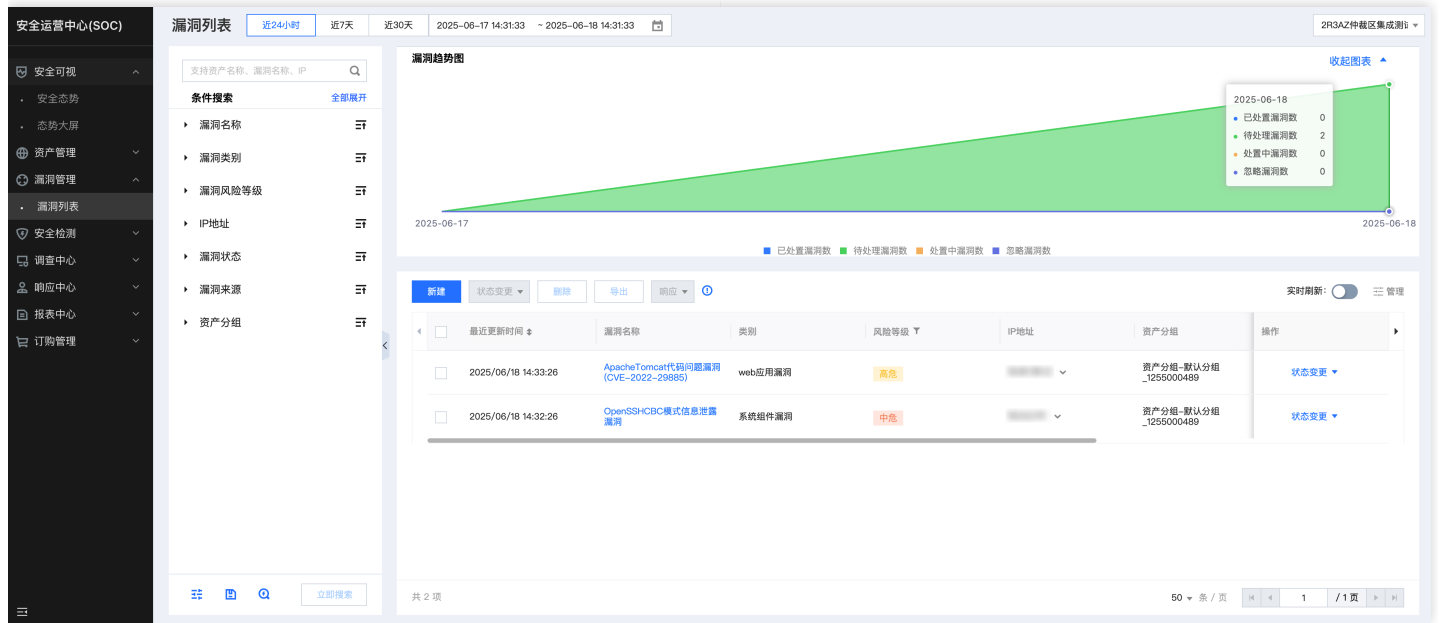 安全运营中心(SOC)
安全可视
安全态势
态势大屏
资产管理
漏洞管理
漏洞列表
安全检测
调查中心
响应中心
报表中心
订购管理
漏洞列表
近24小时
近7天
近30天
2025-06-17 14:31:33 ~ 2025-06-18 14:31:33
2R3AZ仲裁区集成测试
支持资产名称、漏洞名称、IP
条件搜索
全部展开
漏洞名称
漏洞类别
漏洞风险等级
IP地址
漏洞状态
漏洞来源
资产分组
立即搜索
漏洞趋势图
收起图表
2025-06-18
已处置漏洞数 0
待处理漏洞数 2
处置中漏洞数 0
忽略漏洞数 0
2025-06-17
2025-06-18
已处置漏洞数
待处理漏洞数
处置中漏洞数
忽略漏洞数
新建
状态变更
删除
导出
响应
实时刷新:
管理
最近更新时间
漏洞名称
类别
风险等级
IP地址
资产分组
操作
2025/06/18 14:33:26
ApacheTomcat代码问题漏洞
(CVE-2022-29885)
web应用漏洞
高危
资产分组-默认分组
_1255000489
状态变更
2025/06/18 14:32:26
OpenSSHCBC模式信息泄露
漏洞
系统组件漏洞
中危
资产分组-默认分组
_1255000489
状态变更
共 2 项
50 条 / 页
1
/ 1 页